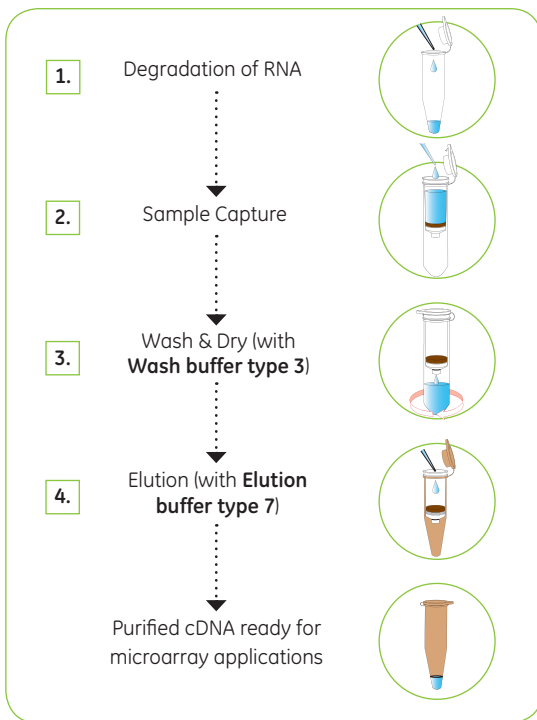 1.
Degradation of RNA
2.
Sample Capture
3.
Wash & Dry (with
Wash buffer type 3)
4.
Elution (with Elution
buffer type 7)
Purified cDNA ready for
microarray applications